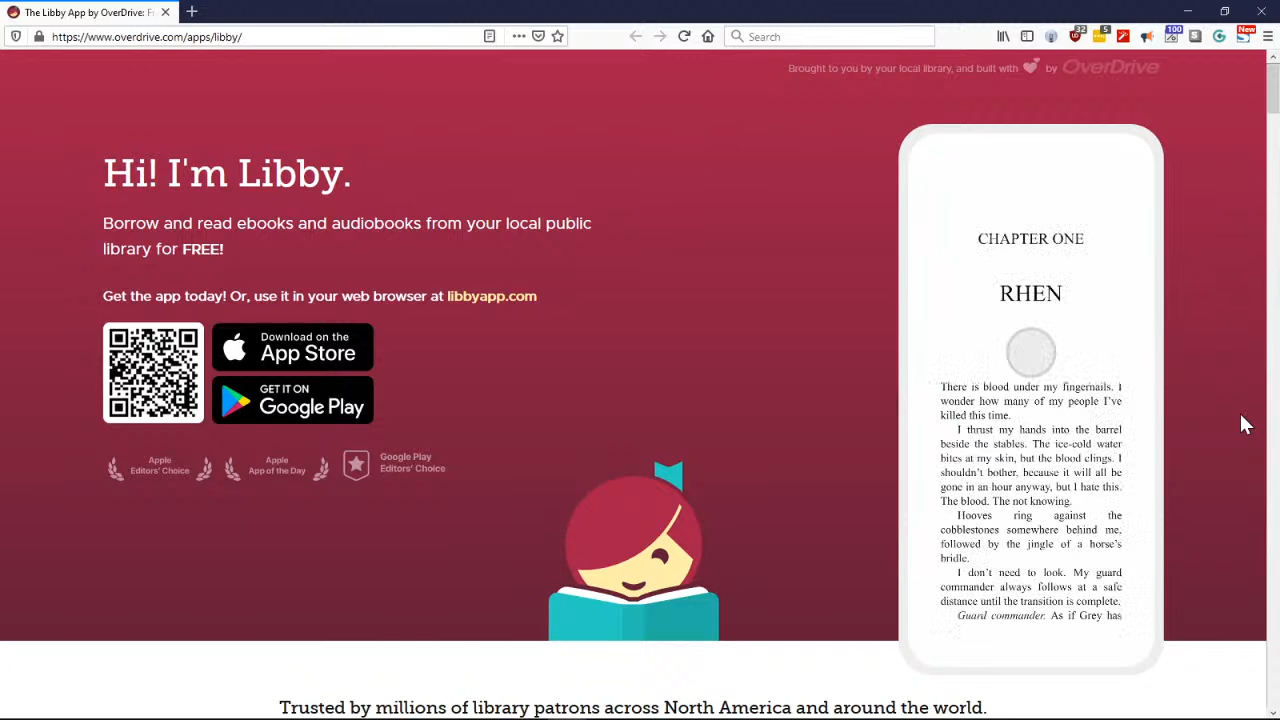 The Libby App by OverDrive: Fr
https://www.overdrive.com/apps/libby/
Search
32
5
100
S
G
New
Brought to you by your local library, and built with by OverDrive
Hi! I'm Libby.
Borrow and read ebooks and audiobooks from your local public
library for FREE!
Get the app today! Or, use it in your web browser at libbyapp.com
Download on the
App Store
GET IT ON
Google Play
Apple
Editors' Choice
Apple
App of the Day
Google Play
Editors' Choice
CHAPTER ONE
RHEN
There is blood under my fingernails. I
wonder how many of my people I've
killed this time.
I thrust my hands into the barrel
beside the stables. The ice-cold water
bites at my skin, but the blood clings. I
shouldn't bother, because it will all be
gone in an hour anyway, but I hate this.
The blood. The not knowing.
Hooves ring against the
cobblestones somewhere behind me,
followed by the jingle of a horse's
bridle.
I don't need to look. My guard
commander always follows at a safe
distance until the transition is complete.
Guard commander. As if Grey has
Trusted by millions of library patrons across North America and around the world.